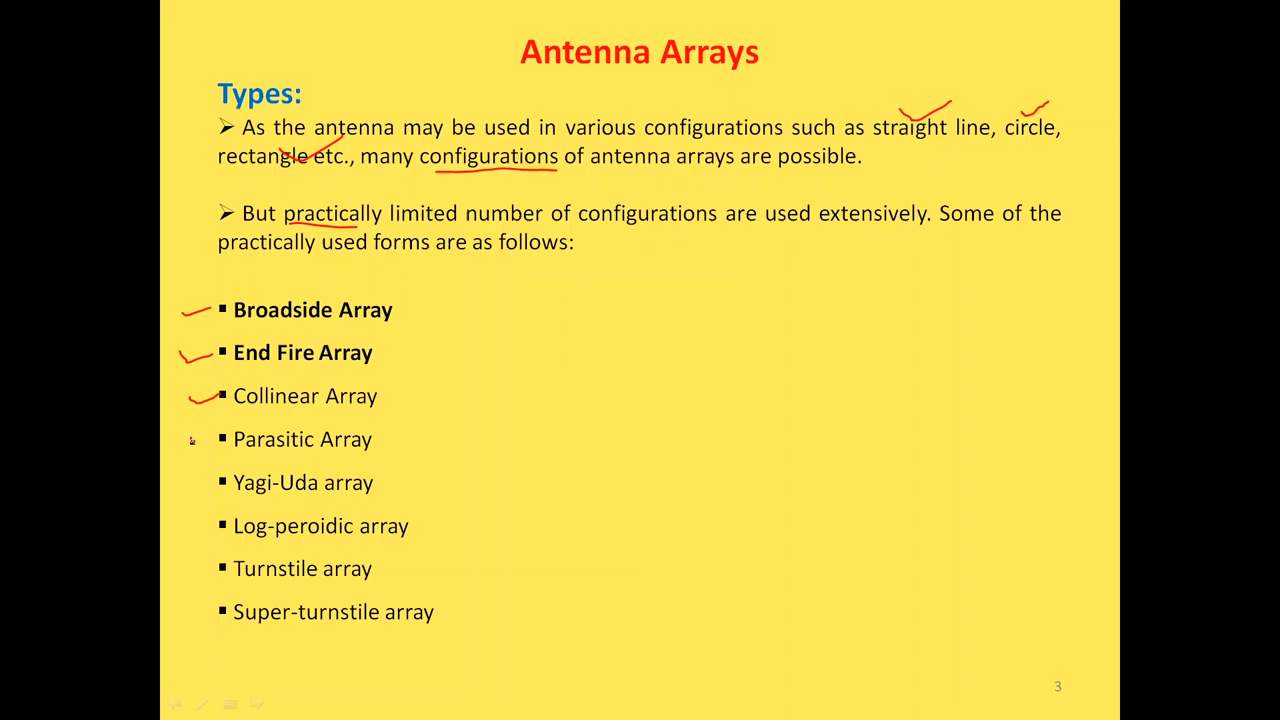 Antenna Arrays
Types:
➢ As the antenna may be used in various configurations such as straight line, circle,
rectangle etc., many configurations of antenna arrays are possible.
➢ But practically limited number of configurations are used extensively. Some of the
practically used forms are as follows:
▪ Broadside Array
▪ End Fire Array
▪ Collinear Array
▪ Parasitic Array
▪ Yagi-Uda array
▪ Log-peroidic array
▪ Turnstile array
▪ Super-turnstile array
3